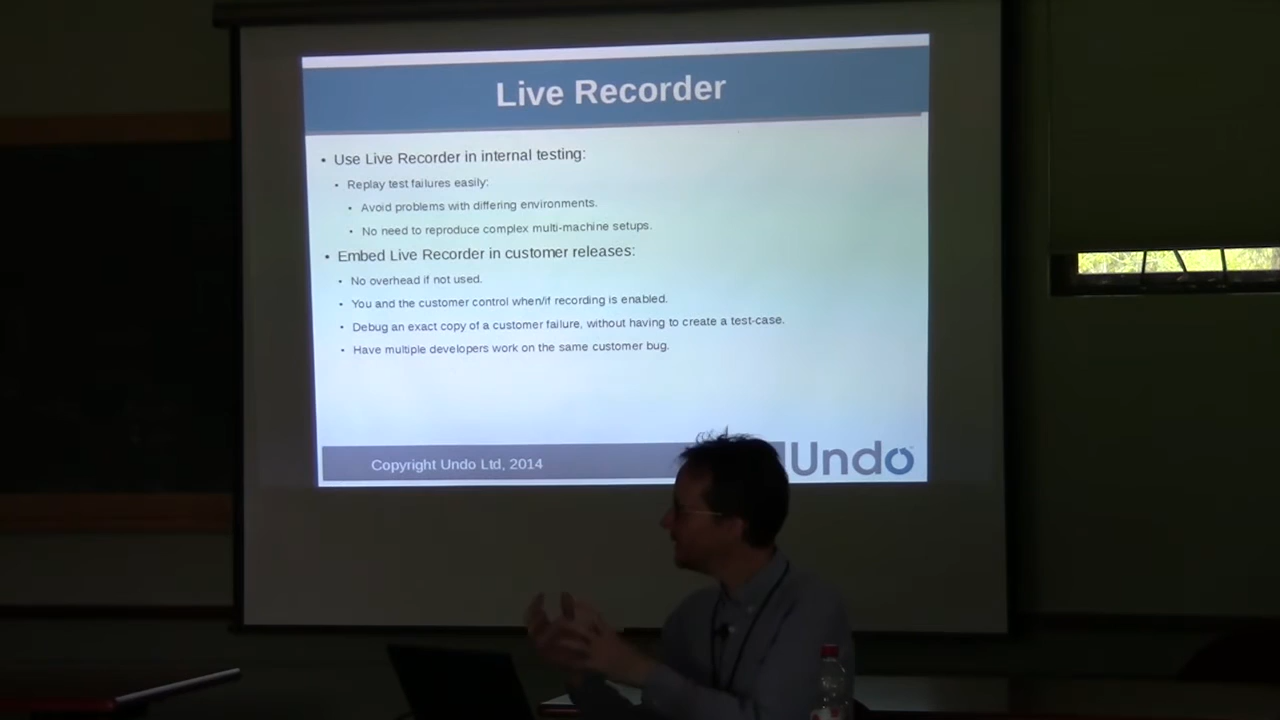 Live Recorder
• Use Live Recorder in internal testing:
• Replay test failures easily:
• Avoid problems with differing environments.
• No need to reproduce complex multi-machine setups.
• Embed Live Recorder in customer releases:
• No overhead if not used.
• You and the customer control when/if recording is enabled.
• Debug an exact copy of a customer failure, without having to create a test-case.
• Have multiple developers work on the same customer bug.
Copyright Undo Ltd, 2014
Undo